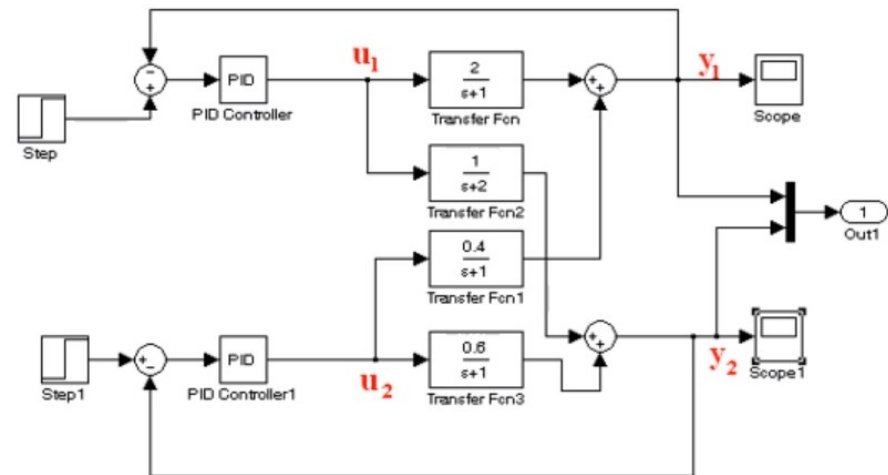 u1
y1
PID
PID Controller
2
s+1
Transfer Fcn
Scope
Step
1
s+2
Transfer Fcn2
1
Out1
0.4
s+1
Transfer Fcn1
PID
PID Controller1
0.6
s+1
Transfer Fcn3
Step1
u2
y2
Scope1